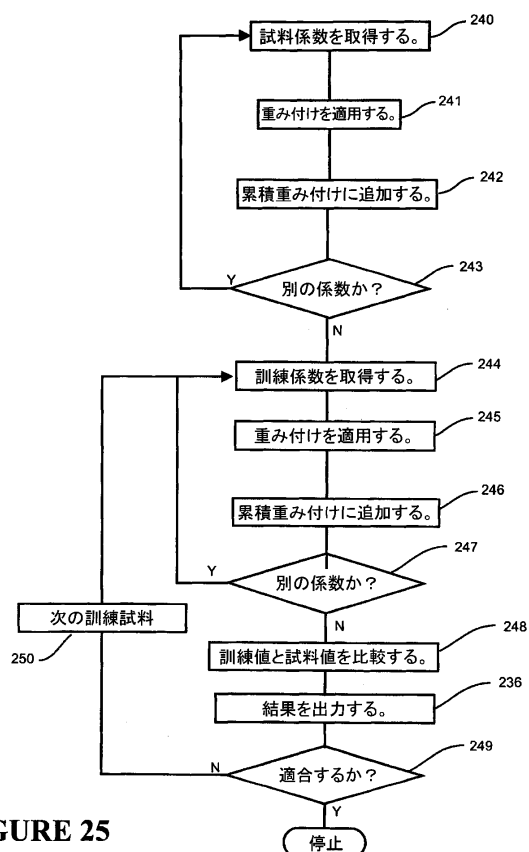 試料係数を取得する。
240
重み付けを適用する。
241
累積重み付けに追加する。
242
別の係数か？
243
Y
N
訓練係数を取得する。
244
重み付けを適用する。
245
累積重み付けに追加する。
246
別の係数か？
247
Y
N
次の訓練試料
250
訓練値と試料値を比較する。
248
結果を出力する。
236
適合するか？
249
N
Y
停止
GURE 25